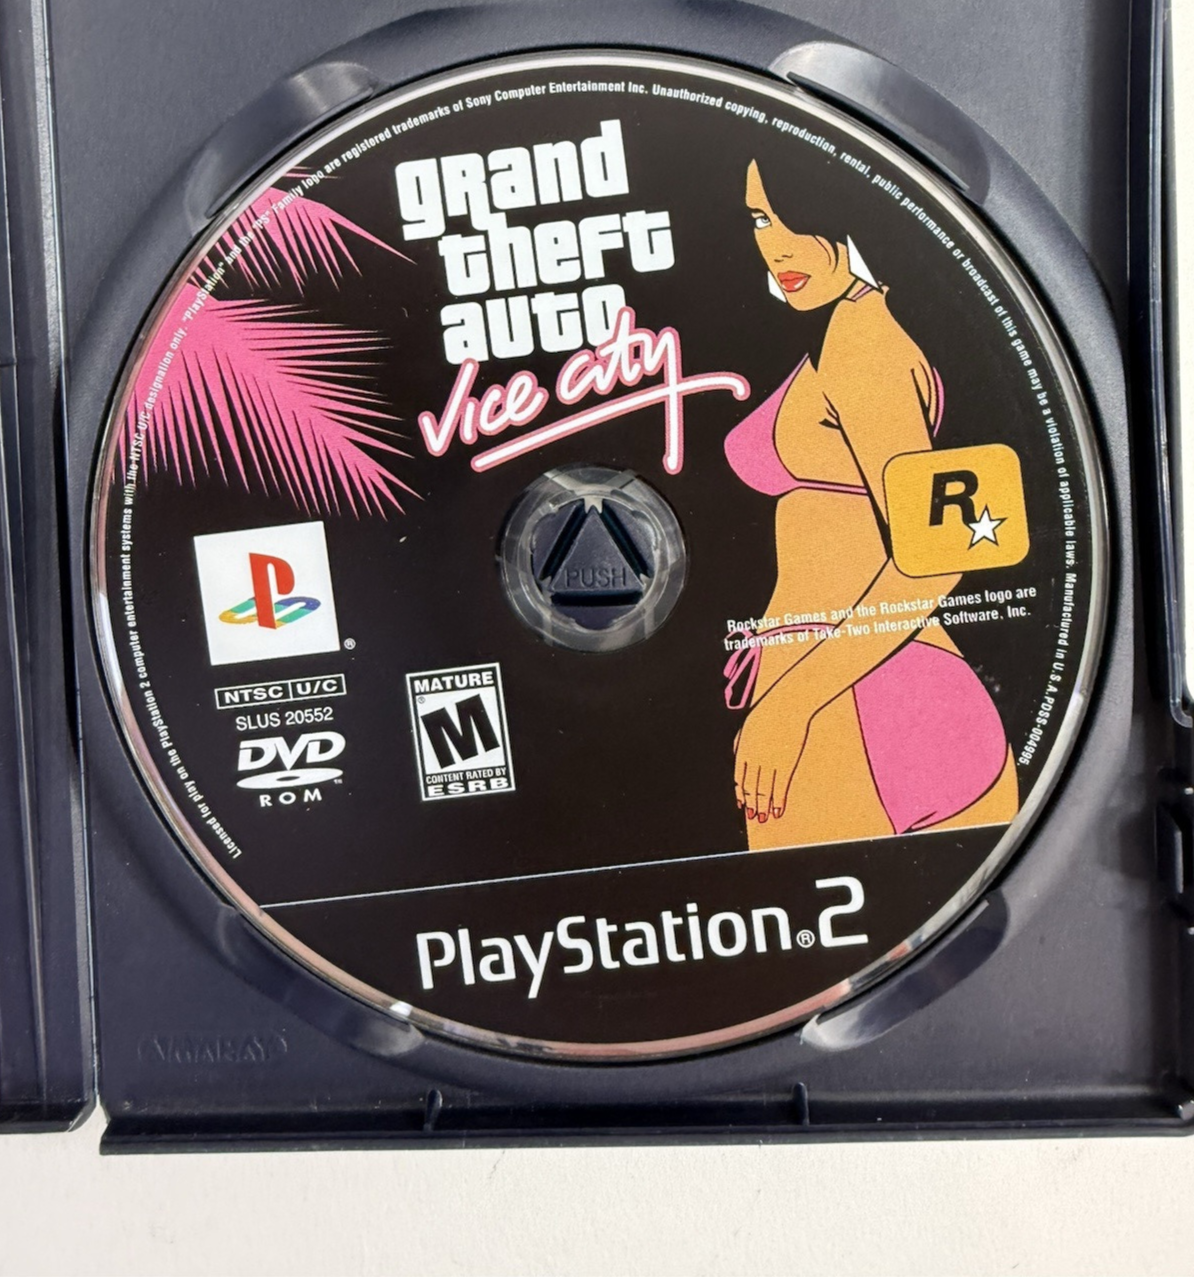 Licensed for play on the PlayStation 2 computer entertainment systems with the NTSC U/C designation only. "PlayStation" and the "PS" Family logo are registered trademarks of Sony Computer Entertainment Inc. Unauthorized copying, reproduction, rental, public performance or broadcast of this game may be a violation of applicable laws. Manufactured in U.S.A.
grand
theft
auto
vice city
R
PUSH
Rockstar Games and the Rockstar Games logo are
trademarks of Take-Two Interactive Software, Inc.
®
NTSC U/C
SLUS 20552
DVD
™
ROM
MATURE
®
M
CONTENT RATED BY
ESRB
PlayStation®2
AMARAY